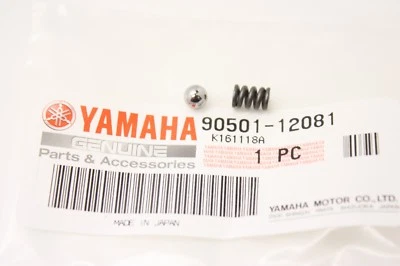 YAMAHA 90501-12081
GENUINE K161118A
Parts & Accessories 1 PC
YAMAHA MOTOR CO., LTD.
MADE IN JAPAN